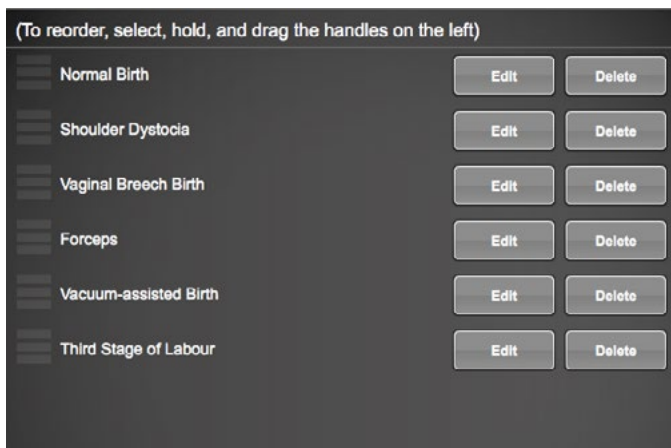 (To reorder, select, hold, and drag the handles on the left)
Normal Birth Edit Delete
Shoulder Dystocia Edit Delete
Vaginal Breech Birth Edit Delete
Forceps Edit Delete
Vacuum-assisted Birth Edit Delete
Third Stage of Labour Edit Delete